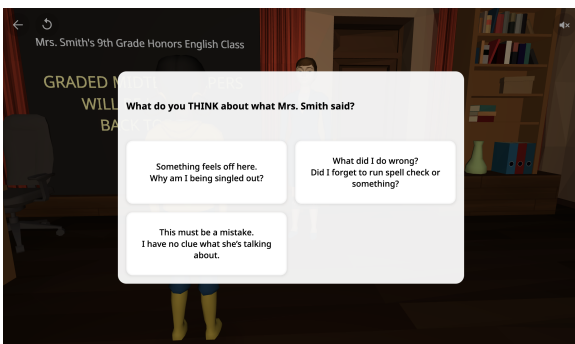 Mrs. Smith's 9th Grade Honors English Class
GRADED
WILL
BACK
What do you THINK about what Mrs. Smith said?
Something feels off here.
Why am I being singled out?
What did I do wrong?
Did I forget to run spell check or
something?
This must be a mistake.
I have no clue what she's talking
about.